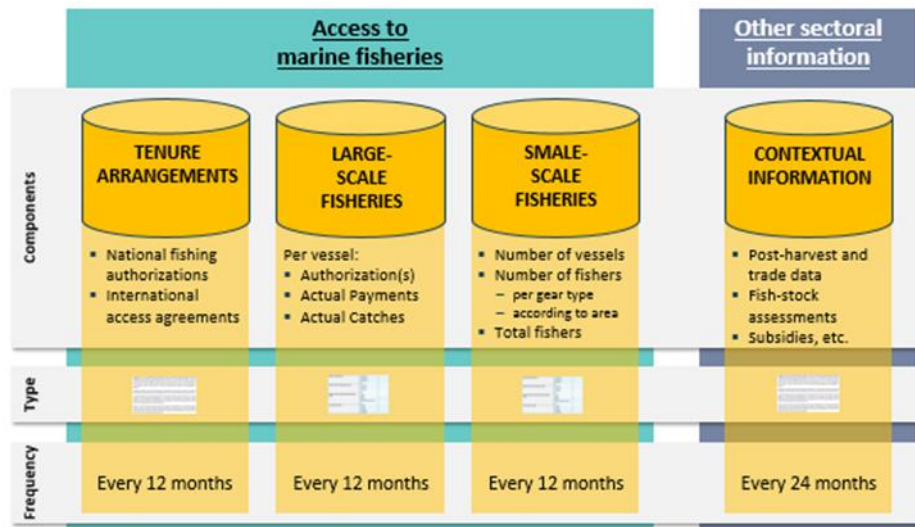 Access to
marine fisheries
Other sectoral
information
Components
TENURE
ARRANGEMENTS
LARGE-
SCALE
FISHERIES
SMALE-
SCALE
FISHERIES
CONTEXTUAL
INFORMATION
▪ National fishing
authorizations
▪ International
access agreements
Per vessel:
▪ Authorization(s)
▪ Actual Payments
▪ Actual Catches
▪ Number of vessels
▪ Number of fishers
– per gear type
– according to area
▪ Total fishers
▪ Post-harvest and
trade data
▪ Fish-stock
assessments
▪ Subsidies, etc.
Type
Frequency
Every 12 months
Every 12 months
Every 12 months
Every 24 months